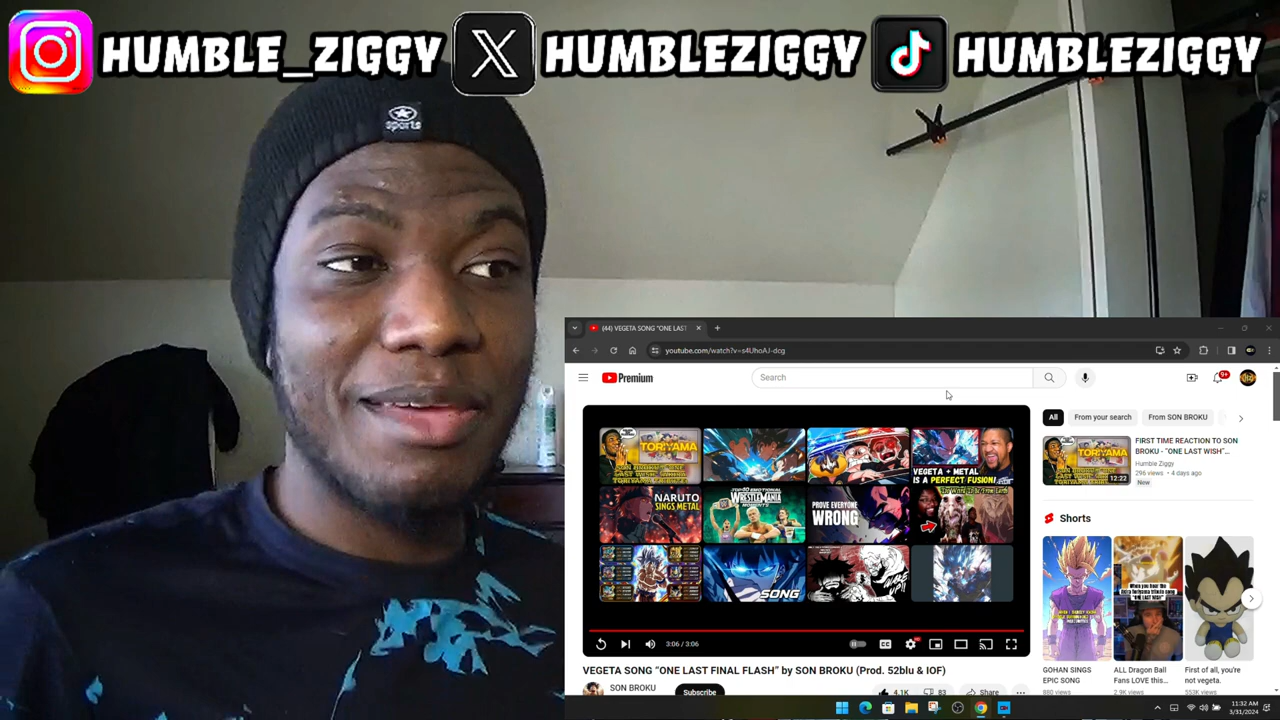 HUMBLE_ZIGGY
HUMBLEZIGGY
HUMBLEZIGGY
sports
(44) VEGETA SONG "ONE LAST
youtube.com/watch?v=s4UhoAJ-dcg
Premium
Search
9+
All
From your search
From SON BROKU
FIRST TIME REACTION TO SON
BROKU - "ONE LAST WISH"...
Humble Ziggy
296 views • 4 days ago
New
12:22
TORIYAMA
VEGETA + METAL
IS A PERFECT FUSION!
NARUTO
SINGS METAL
WRESTLEMANIA
MOMENTS
PROVE EVERYONE
WRONG
SONG
Shorts
3:06 / 3:06
CC
VEGETA SONG "ONE LAST FINAL FLASH" by SON BROKU (Prod. 52blu & IOF)
SON BROKU
Subscribe
4.1K
83
Share
GOHAN SINGS
EPIC SONG
880 views
ALL Dragon Ball
Fans LOVE this...
2.9K views
First of all, you're
not vegeta.
553K views
11:32 AM
3/31/2024